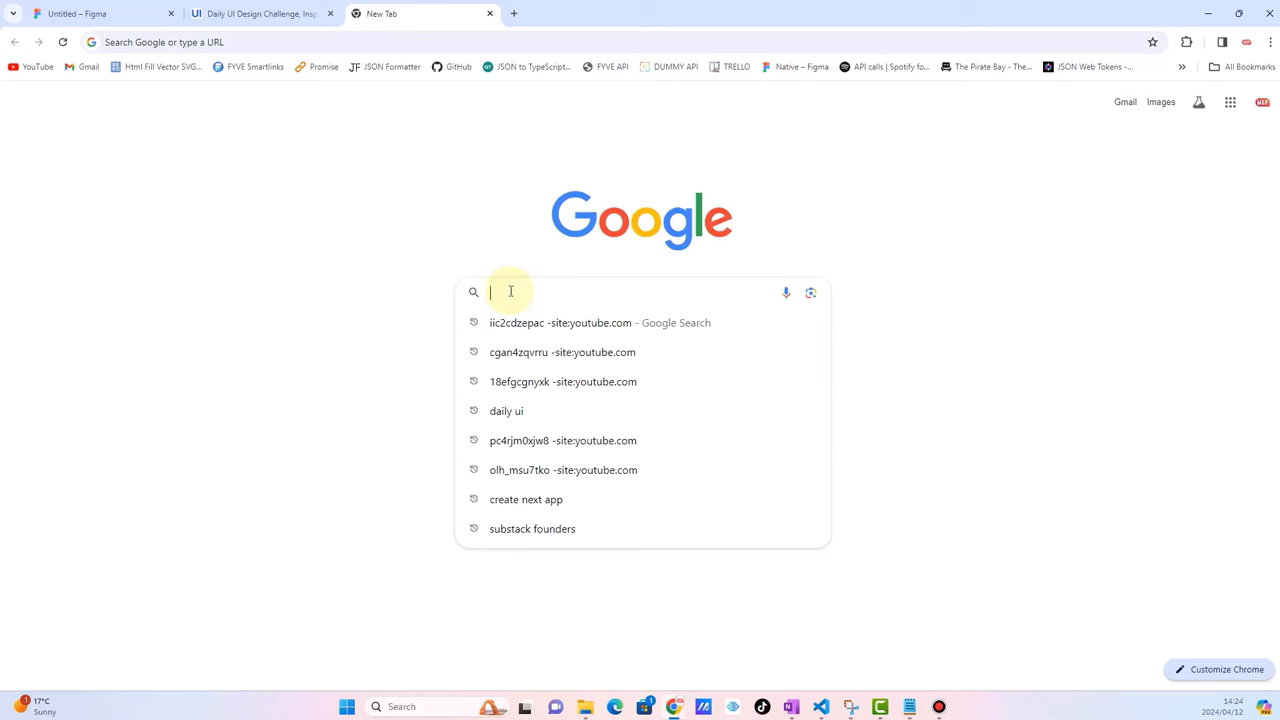 Untitled – Figma
Daily UI Design Challenge, Insp
New Tab
Search Google or type a URL
YouTube
Gmail
Html Fill Vector SVG...
FYVE Smartlinks
Promise
JSON Formatter
GitHub
JSON to TypeScript...
FYVE API
DUMMY API
TRELLO
Native – Figma
API calls | Spotify fo...
The Pirate Bay - The...
JSON Web Tokens -...
All Bookmarks
Gmail
Images
Google
iic2cdzepac -site:youtube.com - Google Search
cgan4zqvrru -site:youtube.com
18efgcgnyxk -site:youtube.com
daily ui
pc4rjm0xjw8 -site:youtube.com
olh_msu7tko -site:youtube.com
create next app
substack founders
Customize Chrome
17°C
Sunny
Search
14:24
2024/04/12